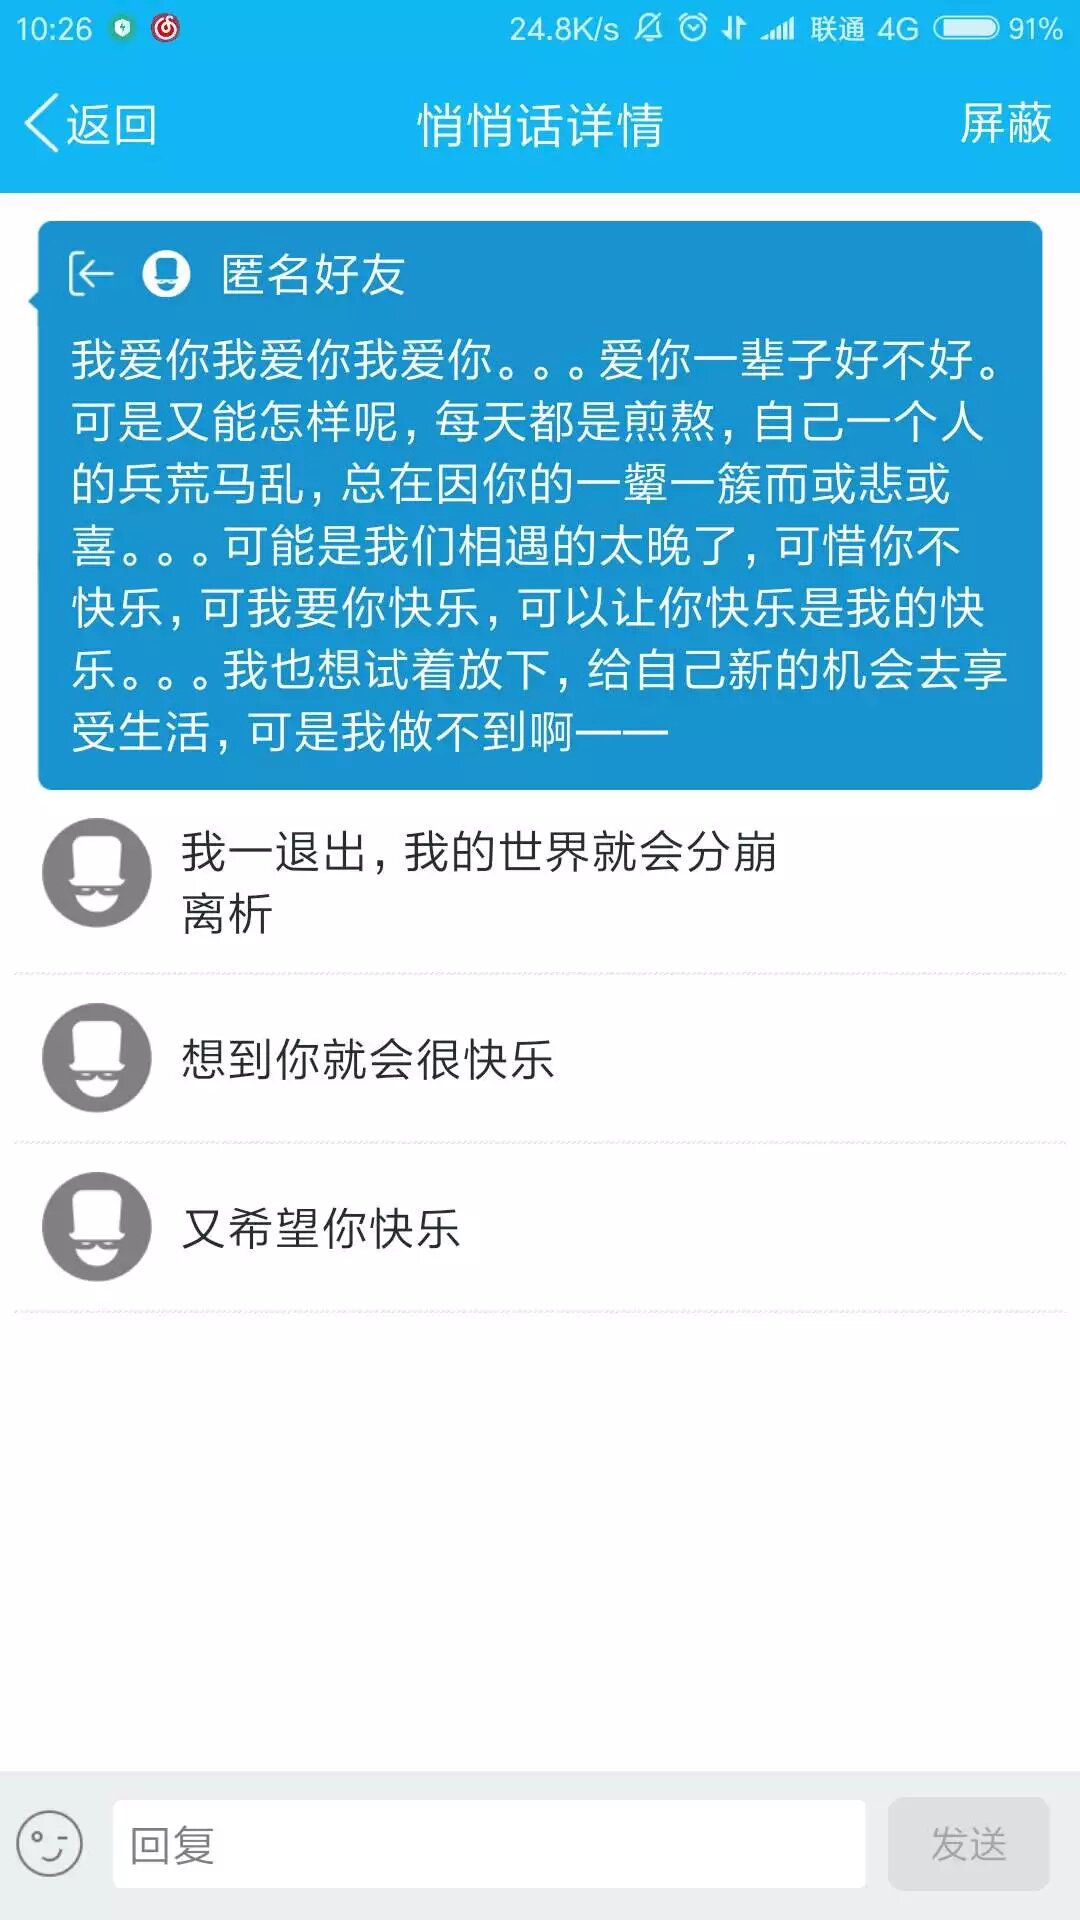 10:26 24.8K/s 联通 4G 91%
返回 悄悄话详情 屏蔽
匿名好友
我爱你我爱你我爱你。。。爱你一辈子好不好。
可是又能怎样呢，每天都是煎熬，自己一个人
的兵荒马乱，总在因你的一颦一簇而或悲或
喜。。。可能是我们相遇的太晚了，可惜你不
快乐，可我要你快乐，可以让你快乐是我的快
乐。。。我也想试着放下，给自己新的机会去享
受生活，可是我做不到啊——
我一退出，我的世界就会分崩
离析
想到你就会很快乐
又希望你快乐
回复 发送